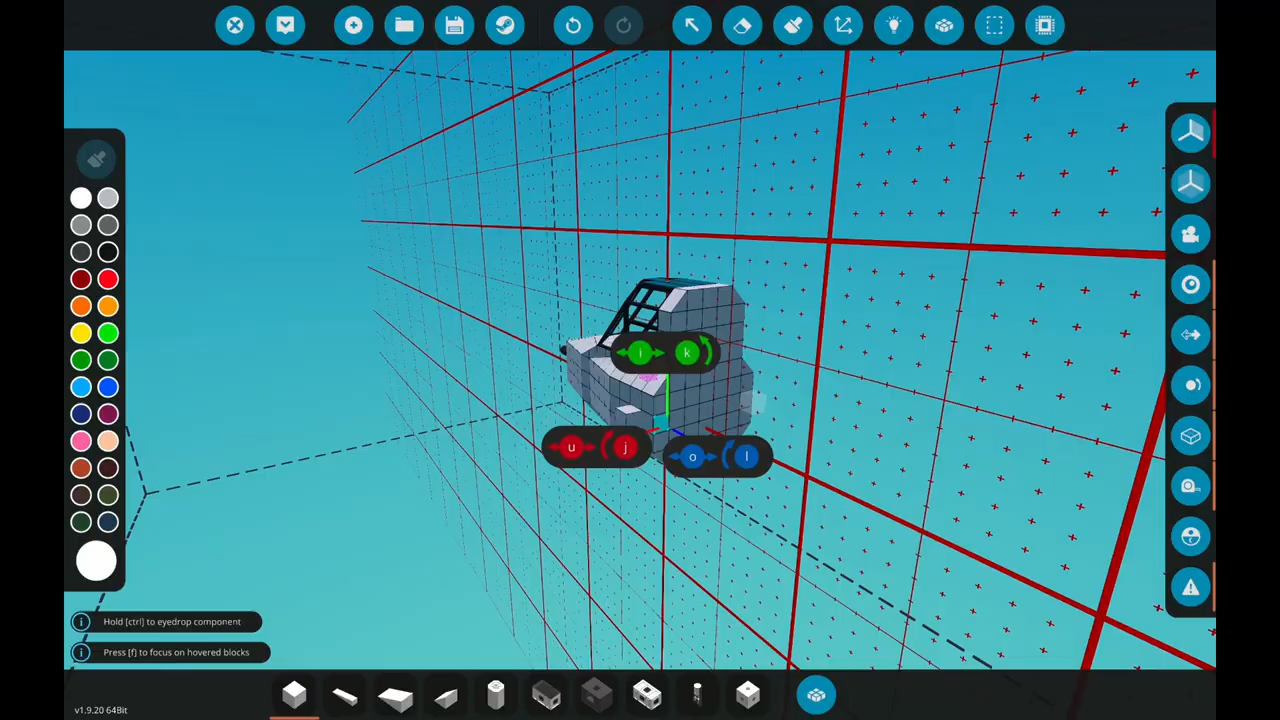 i k
u j
o l
Hold [ctrl] to eyedrop component
Press [f] to focus on hovered blocks
v1.9.20 64Bit